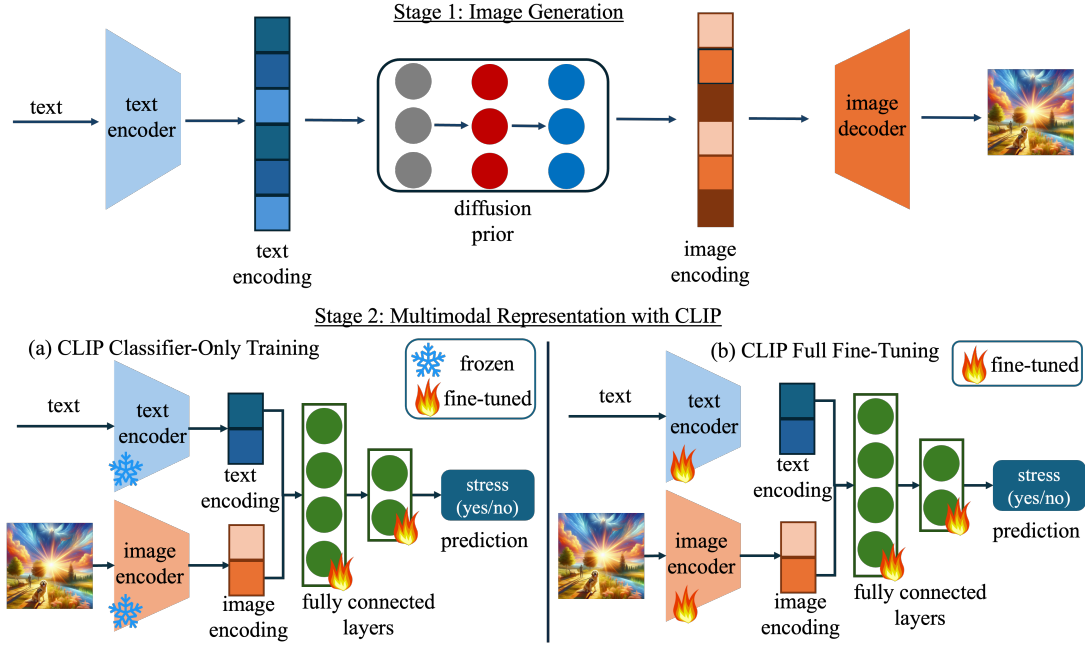 Stage 1: Image Generation
text
text
encoder
text
encoding
diffusion
prior
image
encoding
image
decoder
Stage 2: Multimodal Representation with CLIP
(a) CLIP Classifier-Only Training
frozen
fine-tuned
text
text
encoder
text
encoding
image
encoder
image
encoding
fully connected
layers
stress
(yes/no)
prediction
(b) CLIP Full Fine-Tuning
fine-tuned
text
text
encoder
text
encoding
image
encoder
image
encoding
fully connected
layers
stress
(yes/no)
prediction